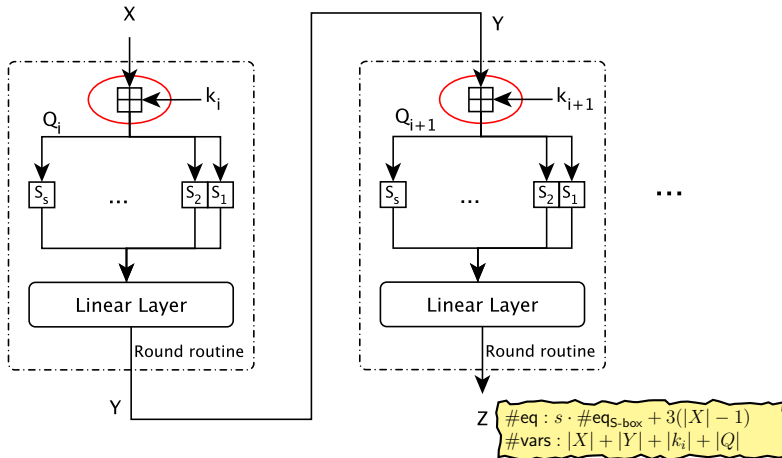 X
k_i
Q_i
S_s ... S_2 S_1
Linear Layer
Round routine
Y
Y
k_{i+1}
Q_{i+1}
S_s ... S_2 S_1
Linear Layer
Round routine
Z
...
#eq : s · #eq_{S-box} + 3(|X| − 1)
#vars : |X| + |Y| + |k_i| + |Q|